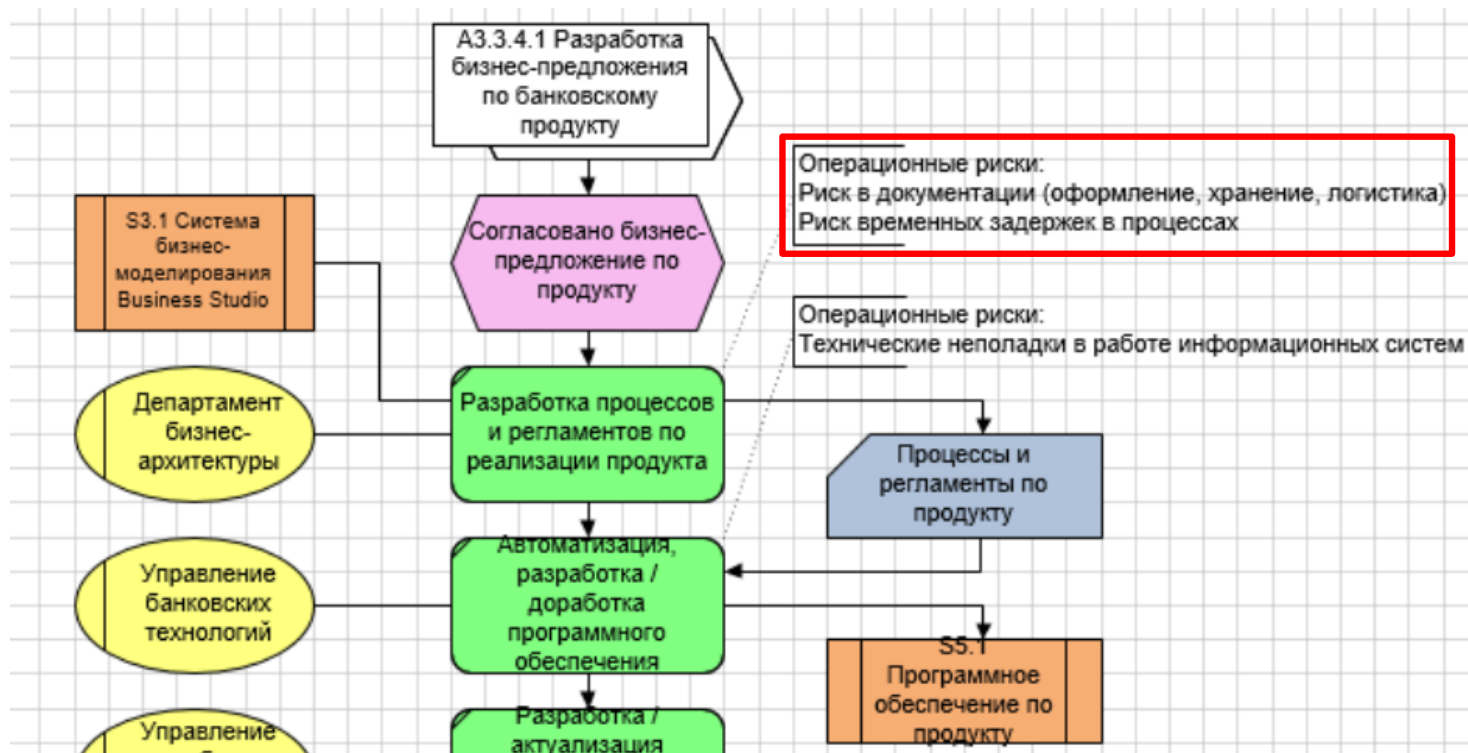 А3.3.4.1 Разработка
бизнес-предложения
по банковскому
продукту
Операционные риски:
Риск в документации (оформление, хранение, логистика)
Риск временных задержек в процессах
S3.1 Система
бизнес-
моделирования
Business Studio
Согласовано бизнес-
предложение по
продукту
Операционные риски:
Технические неполадки в работе информационных систем
Департамент
бизнес-
архитектуры
Разработка процессов
и регламентов по
реализации продукта
Процессы и
регламенты по
продукту
Управление
банковских
технологий
Автоматизация,
разработка /
доработка
программного
обеспечения
S5.1
Программное
обеспечение по
продукту
Управление
Разработка /
актуализация